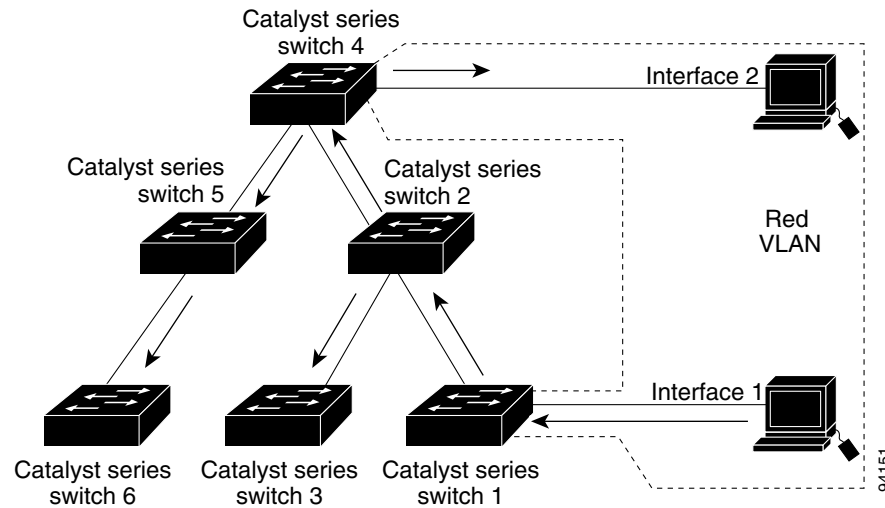 Catalyst series
switch 4
Interface 2
Catalyst series
switch 5
Catalyst series
switch 2
Red
VLAN
Interface 1
Catalyst series
switch 6
Catalyst series
switch 3
Catalyst series
switch 1
94151